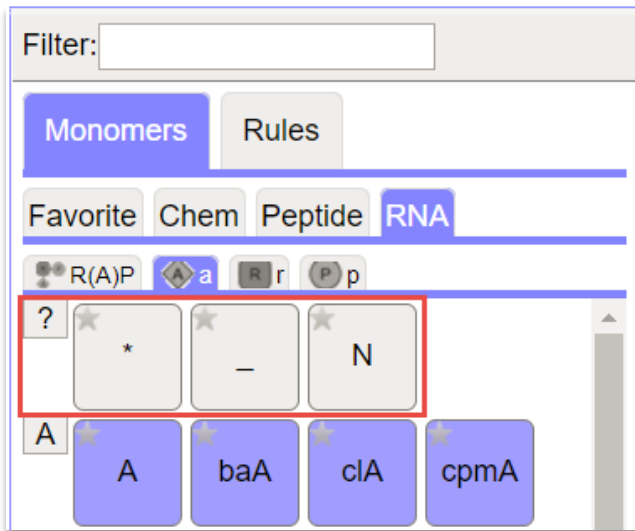 Filter:
Monomers Rules
Favorite Chem Peptide RNA
R(A)P A a R r P p
? * _ N
A A baA clA cpmA